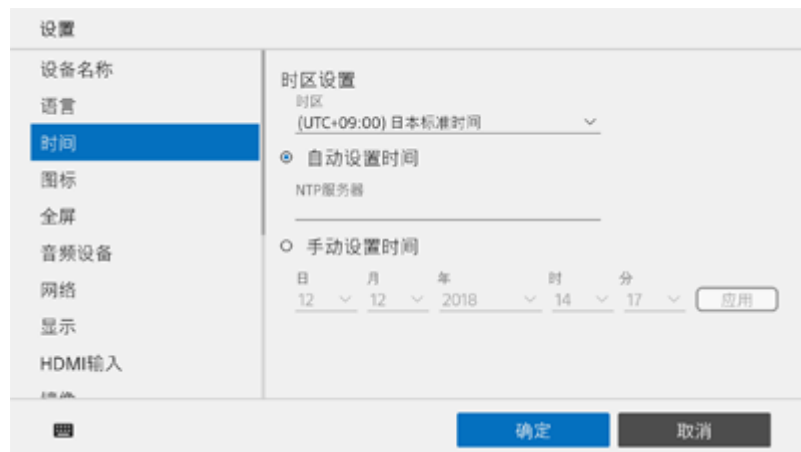 设置
设备名称
语言
时间
图标
全屏
音频设备
网络
显示
HDMI输入
时区设置
时区
(UTC+09:00) 日本标准时间
自动设置时间
NTP服务器
手动设置时间
日 月 年 时 分
12 12 2018 14 17 应用
确定 取消